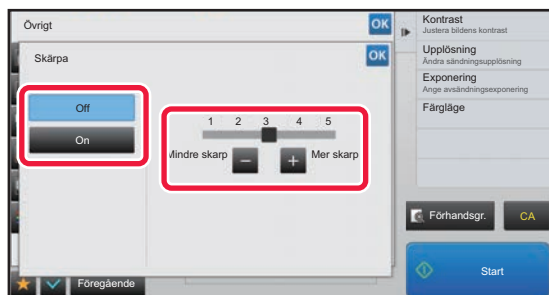 Övrigt
OK
Skärpa
OK
Off
On
1 2 3 4 5
Mindre skarp
Mer skarp
Föregående
Kontrast
Justera bildens kontrast
Upplösning
Ändra sändningsupplösning
Exponering
Ange avsändningsexponering
Färgläge
Förhandsgr.
CA
Start